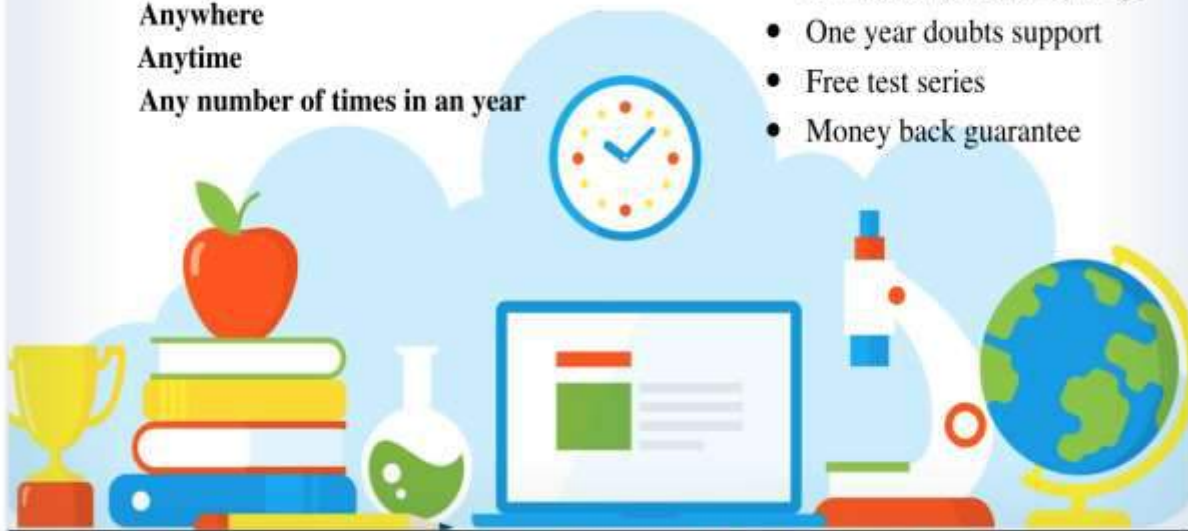 Anywhere
Anytime
Any number of times in an year
• One year doubts support
• Free test series
• Money back guarantee